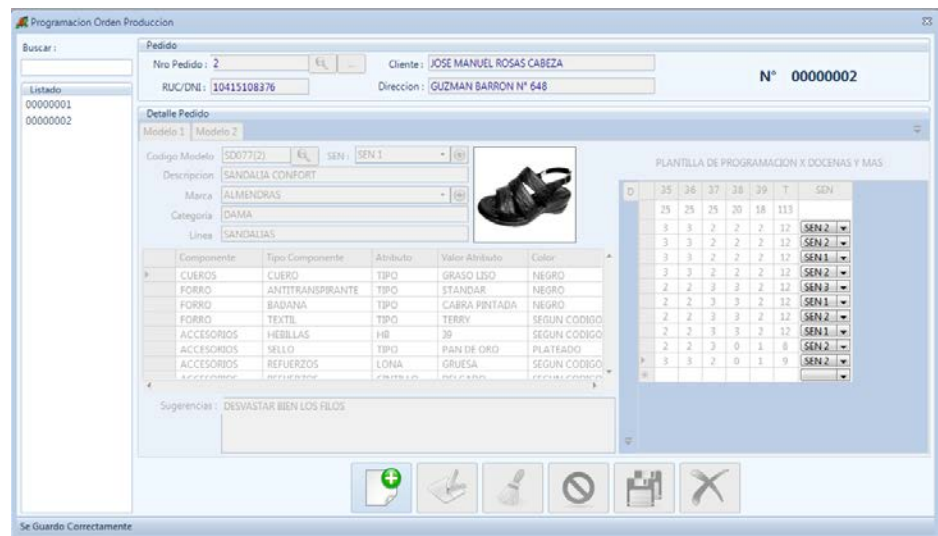 Programacion Orden Produccion
Buscar :
Listado
00000001
00000002
Pedido
Nro Pedido : 2 ... Cliente : JOSE MANUEL ROSAS CABEZA
RUC/DNI : 10415108376 Direccion : GUZMAN BARRON N° 648
N° 00000002
Detalle Pedido
Modelo 1 Modelo 2
Codigo Modelo SD077(2) SEN : SEN 1
Descripcion SANDALIA CONFORT
Marca ALMENDRAS
Categoria DAMA
Linea SANDALIAS
Componente Tipo Componente Atributo Valor Atributo Color
CUEROS CUERO TIPO GRASO LISO NEGRO
FORRO ANTITRANSPIRANTE TIPO STANDAR NEGRO
FORRO BADANA TIPO CABRA PINTADA NEGRO
FORRO TEXTIL TIPO TERRY SEGUN CODIGO
ACCESORIOS HEBILLAS HB 39 SEGUN CODIGO
ACCESORIOS SELLO TIPO PAN DE ORO PLATEADO
ACCESORIOS REFUERZOS LONA GRUESA SEGUN CODIGO
Sugerencias : DESVASTAR BIEN LOS FILOS
PLANTILLA DE PROGRAMACION X DOCENAS Y MAS
D 35 36 37 38 39 T SEN
25 25 25 20 18 113
3 3 2 2 2 12 SEN 2
3 3 2 2 2 12 SEN 2
3 3 2 2 2 12 SEN 1
3 3 2 2 2 12 SEN 2
2 2 3 3 2 12 SEN 3
2 2 3 3 2 12 SEN 1
2 2 3 3 2 12 SEN 2
2 2 3 3 2 12 SEN 1
2 2 3 0 1 8 SEN 2
3 3 2 0 1 9 SEN 2
Se Guardo Correctamente